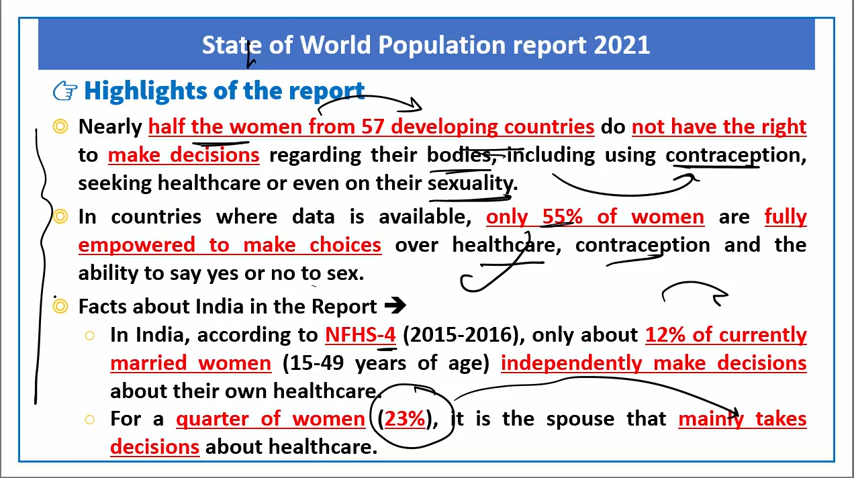 State of World Population report 2021
Highlights of the report
Nearly half the women from 57 developing countries do not have the right
to make decisions regarding their bodies, including using contraception,
seeking healthcare or even on their sexuality.
In countries where data is available, only 55% of women are fully
empowered to make choices over healthcare, contraception and the
ability to say yes or no to sex.
Facts about India in the Report ➔
In India, according to NFHS-4 (2015-2016), only about 12% of currently
married women (15-49 years of age) independently make decisions
about their own healthcare.
For a quarter of women (23%), it is the spouse that mainly takes
decisions about healthcare.